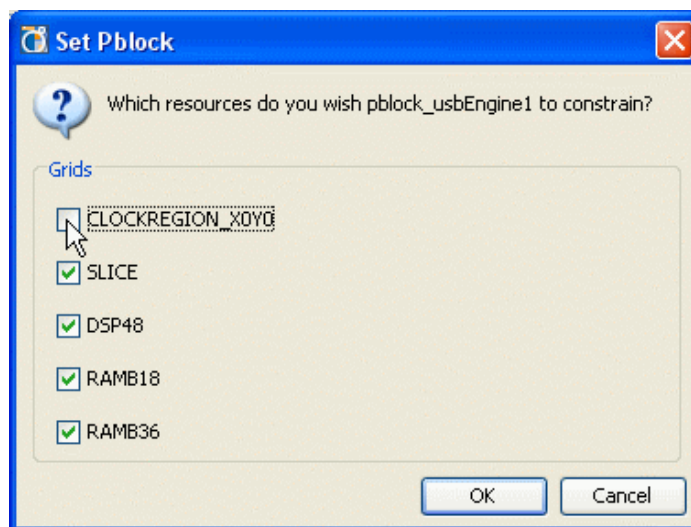 Set Pblock
Which resources do you wish pblock_usbEngine1 to constrain?
Grids
CLOCKREGION_X0Y0
SLICE
DSP48
RAMB18
RAMB36
OK
Cancel